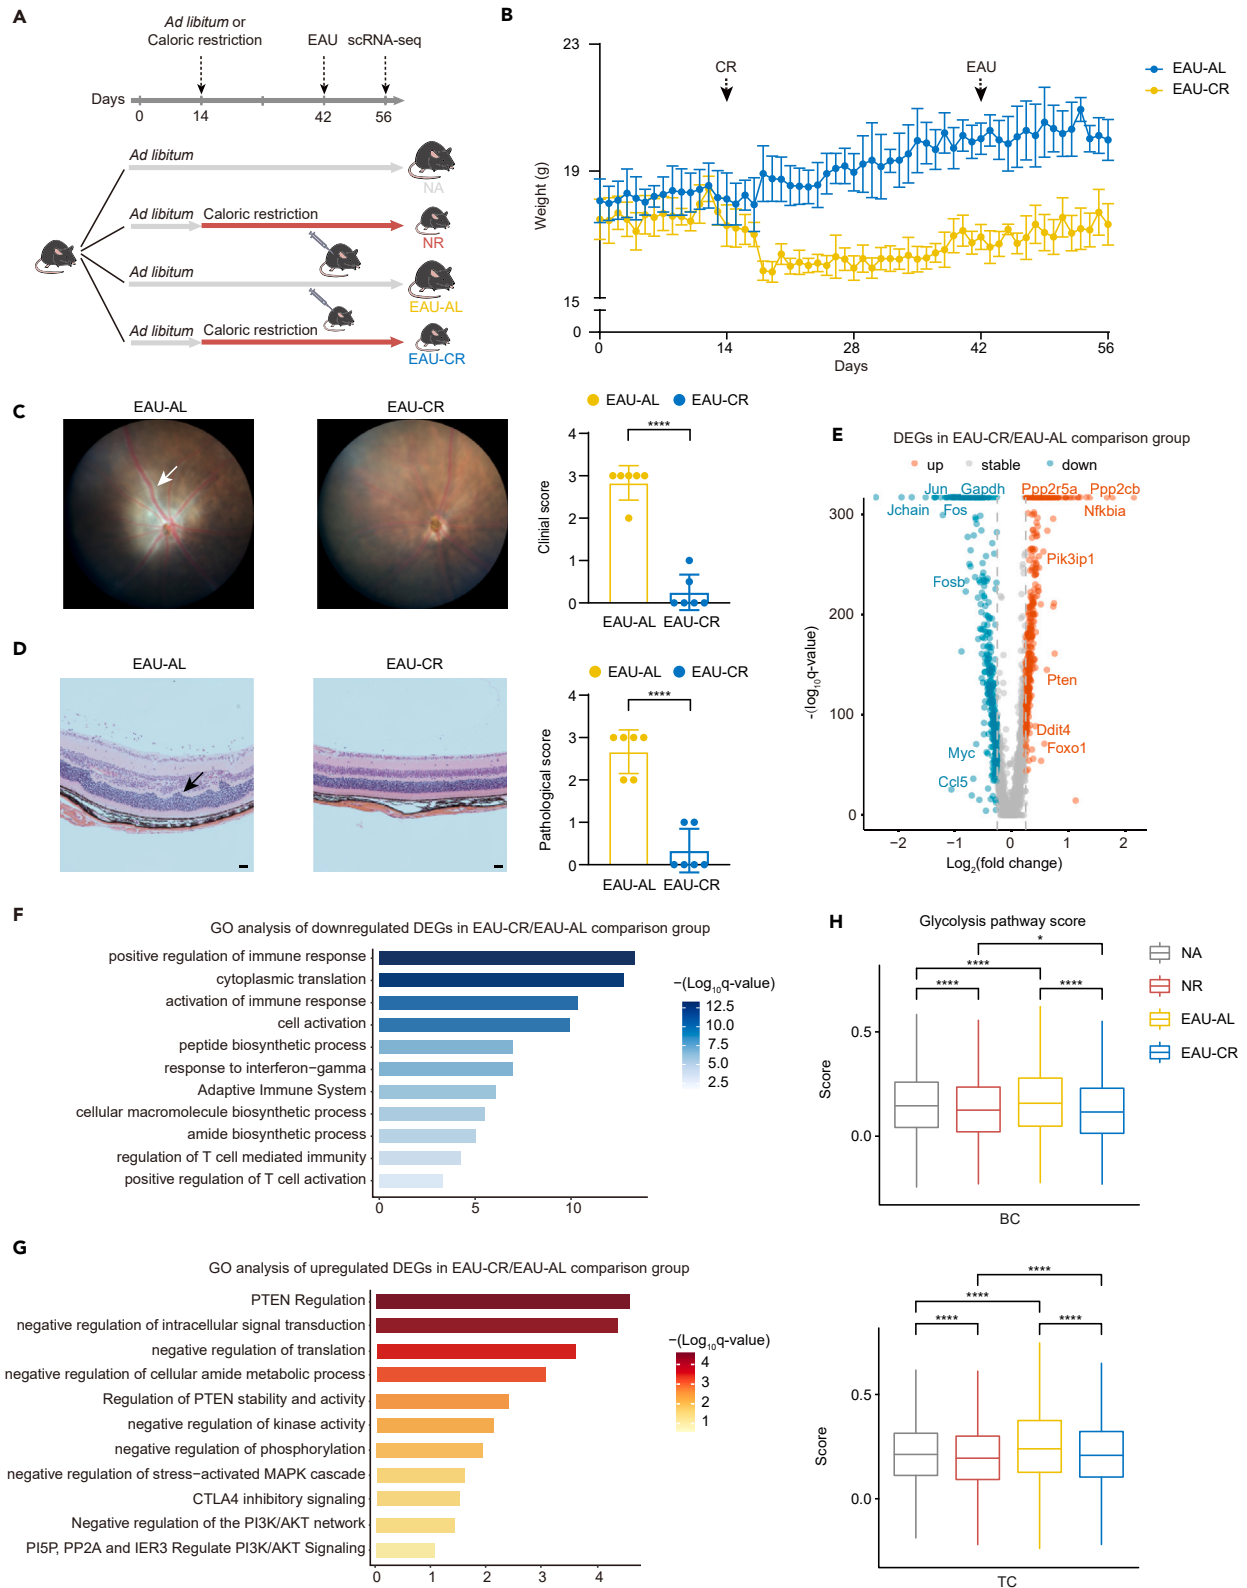 A
Ad libitum or
Caloric restriction
EAU
scRNA-seq
Days
0
14
42
56
Ad libitum
NA
Ad libitum
Caloric restriction
NR
Ad libitum
EAU-AL
Ad libitum
Caloric restriction
EAU-CR
B
23
19
15
0
Weight (g)
CR
EAU
EAU-AL
EAU-CR
0
14
28
42
56
Days
C
EAU-AL
EAU-CR
EAU-AL
EAU-CR
****
4
3
2
1
0
Clinial score
EAU-AL
EAU-CR
D
EAU-AL
EAU-CR
EAU-AL
EAU-CR
****
4
3
2
1
0
Pathological score
EAU-AL
EAU-CR
E
DEGs in EAU-CR/EAU-AL comparison group
up
stable
down
Jun
Gapdh
Ppp2r5a
Ppp2cb
Jchain
Fos
Nfkbia
Pik3ip1
Fosb
Pten
Ddit4
Foxo1
Myc
Ccl5
300
200
100
0
-(log10q-value)
−2
−1
0
1
2
Log2(fold change)
F
GO analysis of downregulated DEGs in EAU-CR/EAU-AL comparison group
positive regulation of immune response
cytoplasmic translation
activation of immune response
cell activation
peptide biosynthetic process
response to interferon−gamma
Adaptive Immune System
cellular macromolecule biosynthetic process
amide biosynthetic process
regulation of T cell mediated immunity
positive regulation of T cell activation
0
5
10
−(Log10q-value)
12.5
10.0
7.5
5.0
2.5
G
GO analysis of upregulated DEGs in EAU-CR/EAU-AL comparison group
PTEN Regulation
negative regulation of intracellular signal transduction
negative regulation of translation
negative regulation of cellular amide metabolic process
Regulation of PTEN stability and activity
negative regulation of kinase activity
negative regulation of phosphorylation
negative regulation of stress−activated MAPK cascade
CTLA4 inhibitory signaling
Negative regulation of the PI3K/AKT network
PI5P, PP2A and IER3 Regulate PI3K/AKT Signaling
0
1
2
3
4
−(Log10q-value)
4
3
2
1
H
Glycolysis pathway score
*
****
****
****
0.5
0.0
Score
BC
NA
NR
EAU-AL
EAU-CR
****
****
****
****
0.5
0.0
Score
TC